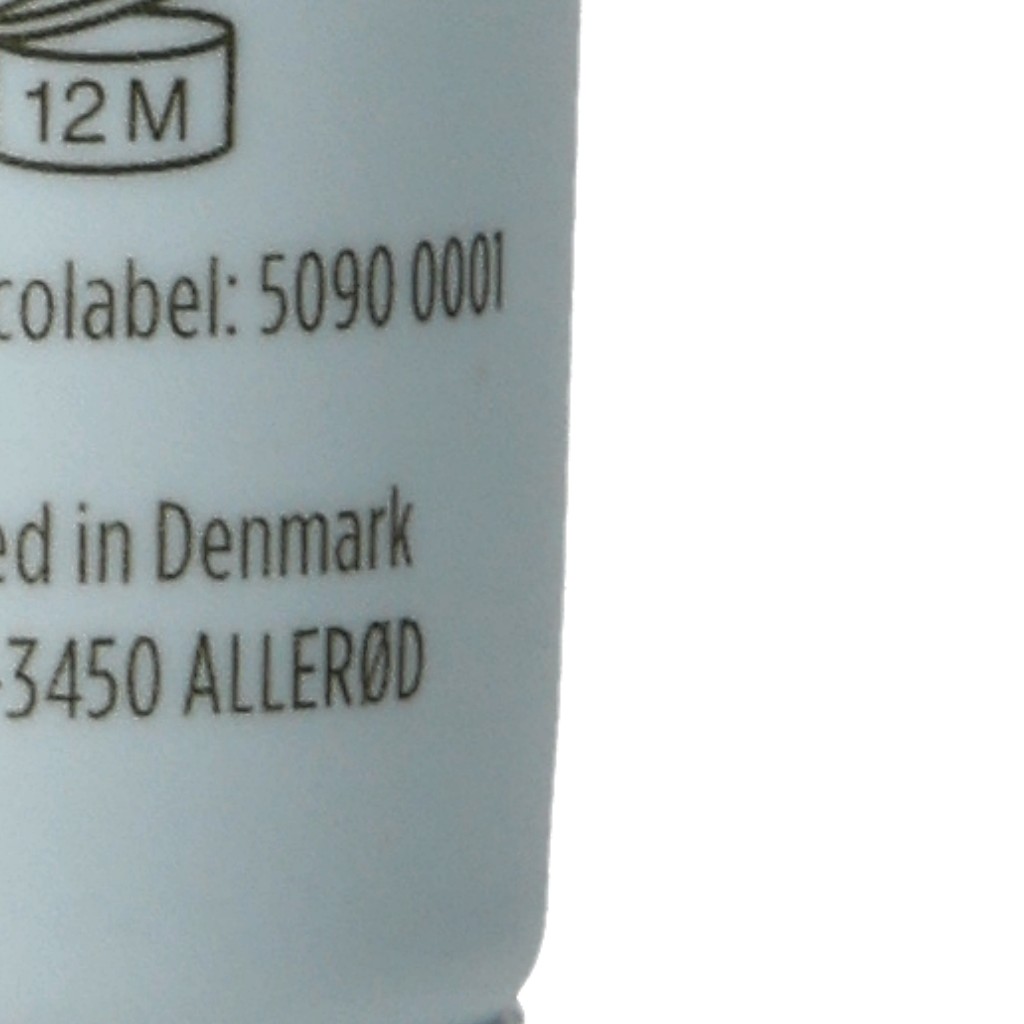 12 M
colabel: 5090 0001
ed in Denmark
-3450 ALLERØD